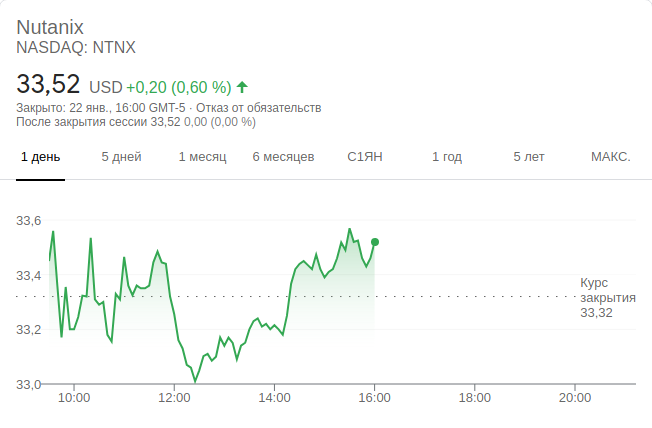 Nutanix
NASDAQ: NTNX
33,52 USD +0,20 (0,60 %)
Закрыто: 22 янв., 16:00 GMT-5 · Отказ от обязательств
После закрытия сессии 33,52 0,00 (0,00 %)
1 день 5 дней 1 месяц 6 месяцев С1ЯН 1 год 5 лет МАКС.
33,6
33,4
Курс
закрытия
33,32
33,2
33,0
10:00 12:00 14:00 16:00 18:00 20:00